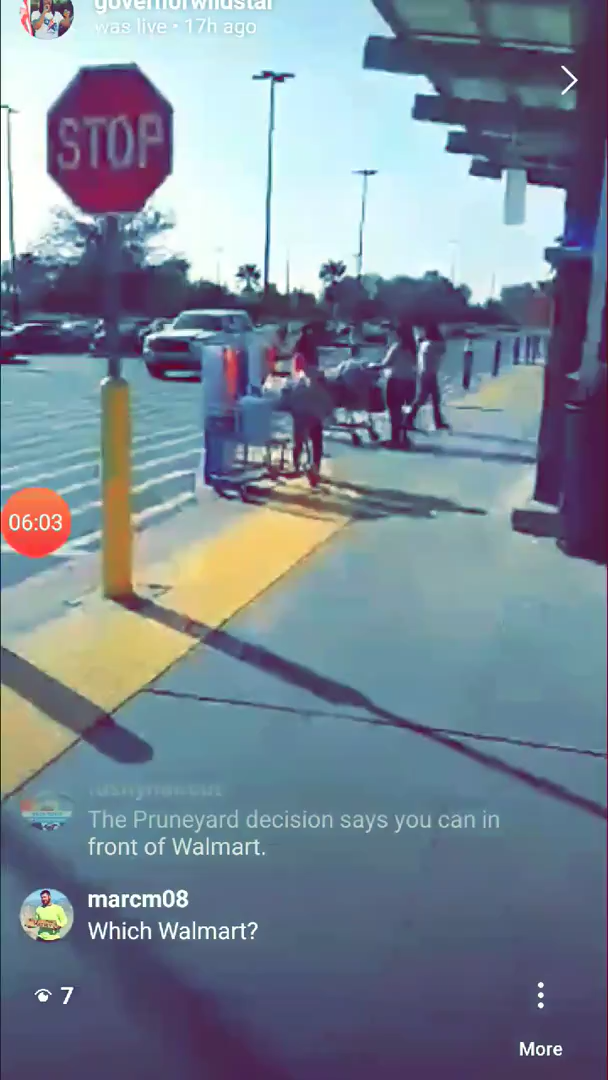 governorwildstar
was live • 17h ago
STOP
06:03
The Pruneyard decision says you can in
front of Walmart.
marcm08
Which Walmart?
7
More